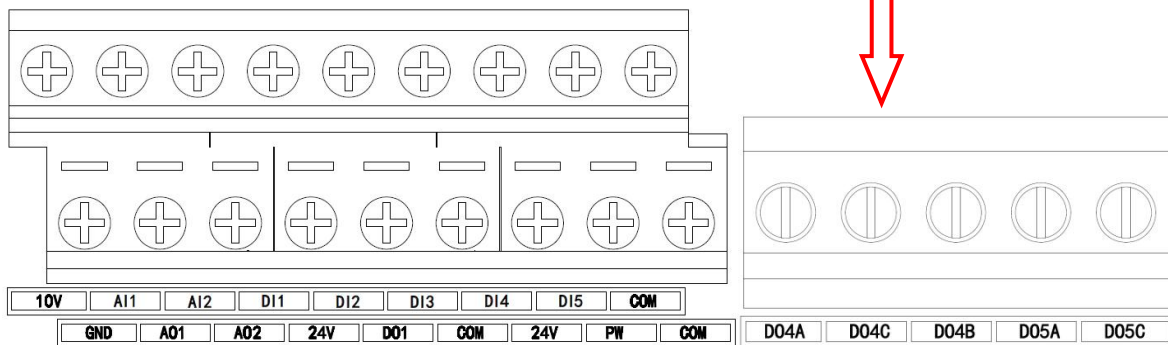 10V AI1 AI2 DI1 DI2 DI3 DI4 DI5 COM
GND AO1 AO2 24V DO1 COM 24V PW COM
DO4A DO4C DO4B DO5A DO5C